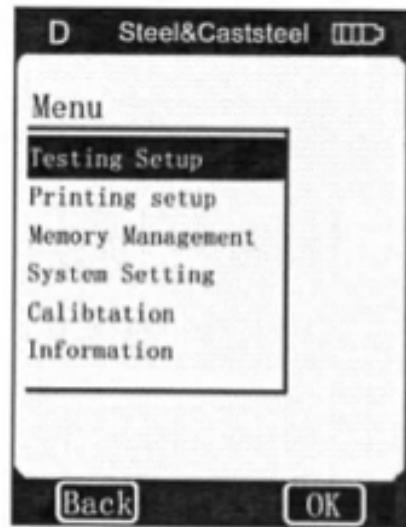 D Steel&Caststeel
Menu
Testing Setup
Printing setup
Memory Management
System Setting
Calibtation
Information
Back OK